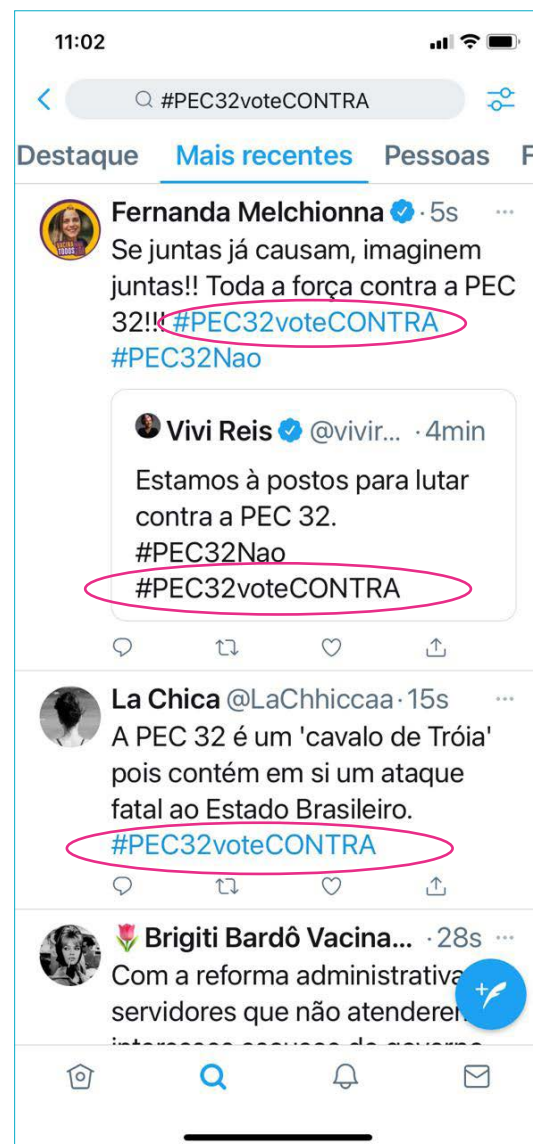 11:02
#PEC32voteCONTRA
Destaque Mais recentes Pessoas F
Fernanda Melchionna · 5s ...
Se juntas já causam, imaginem
juntas!! Toda a força contra a PEC
32!!! #PEC32voteCONTRA
#PEC32Nao
Vivi Reis @vivir... · 4min
Estamos à postos para lutar
contra a PEC 32.
#PEC32Nao
#PEC32voteCONTRA
La Chica @LaChhiccaa · 15s ...
A PEC 32 é um 'cavalo de Tróia'
pois contém em si um ataque
fatal ao Estado Brasileiro.
#PEC32voteCONTRA
Brigiti Bardô Vacina... · 28s ...
Com a reforma administrativa
servidores que não atenderem